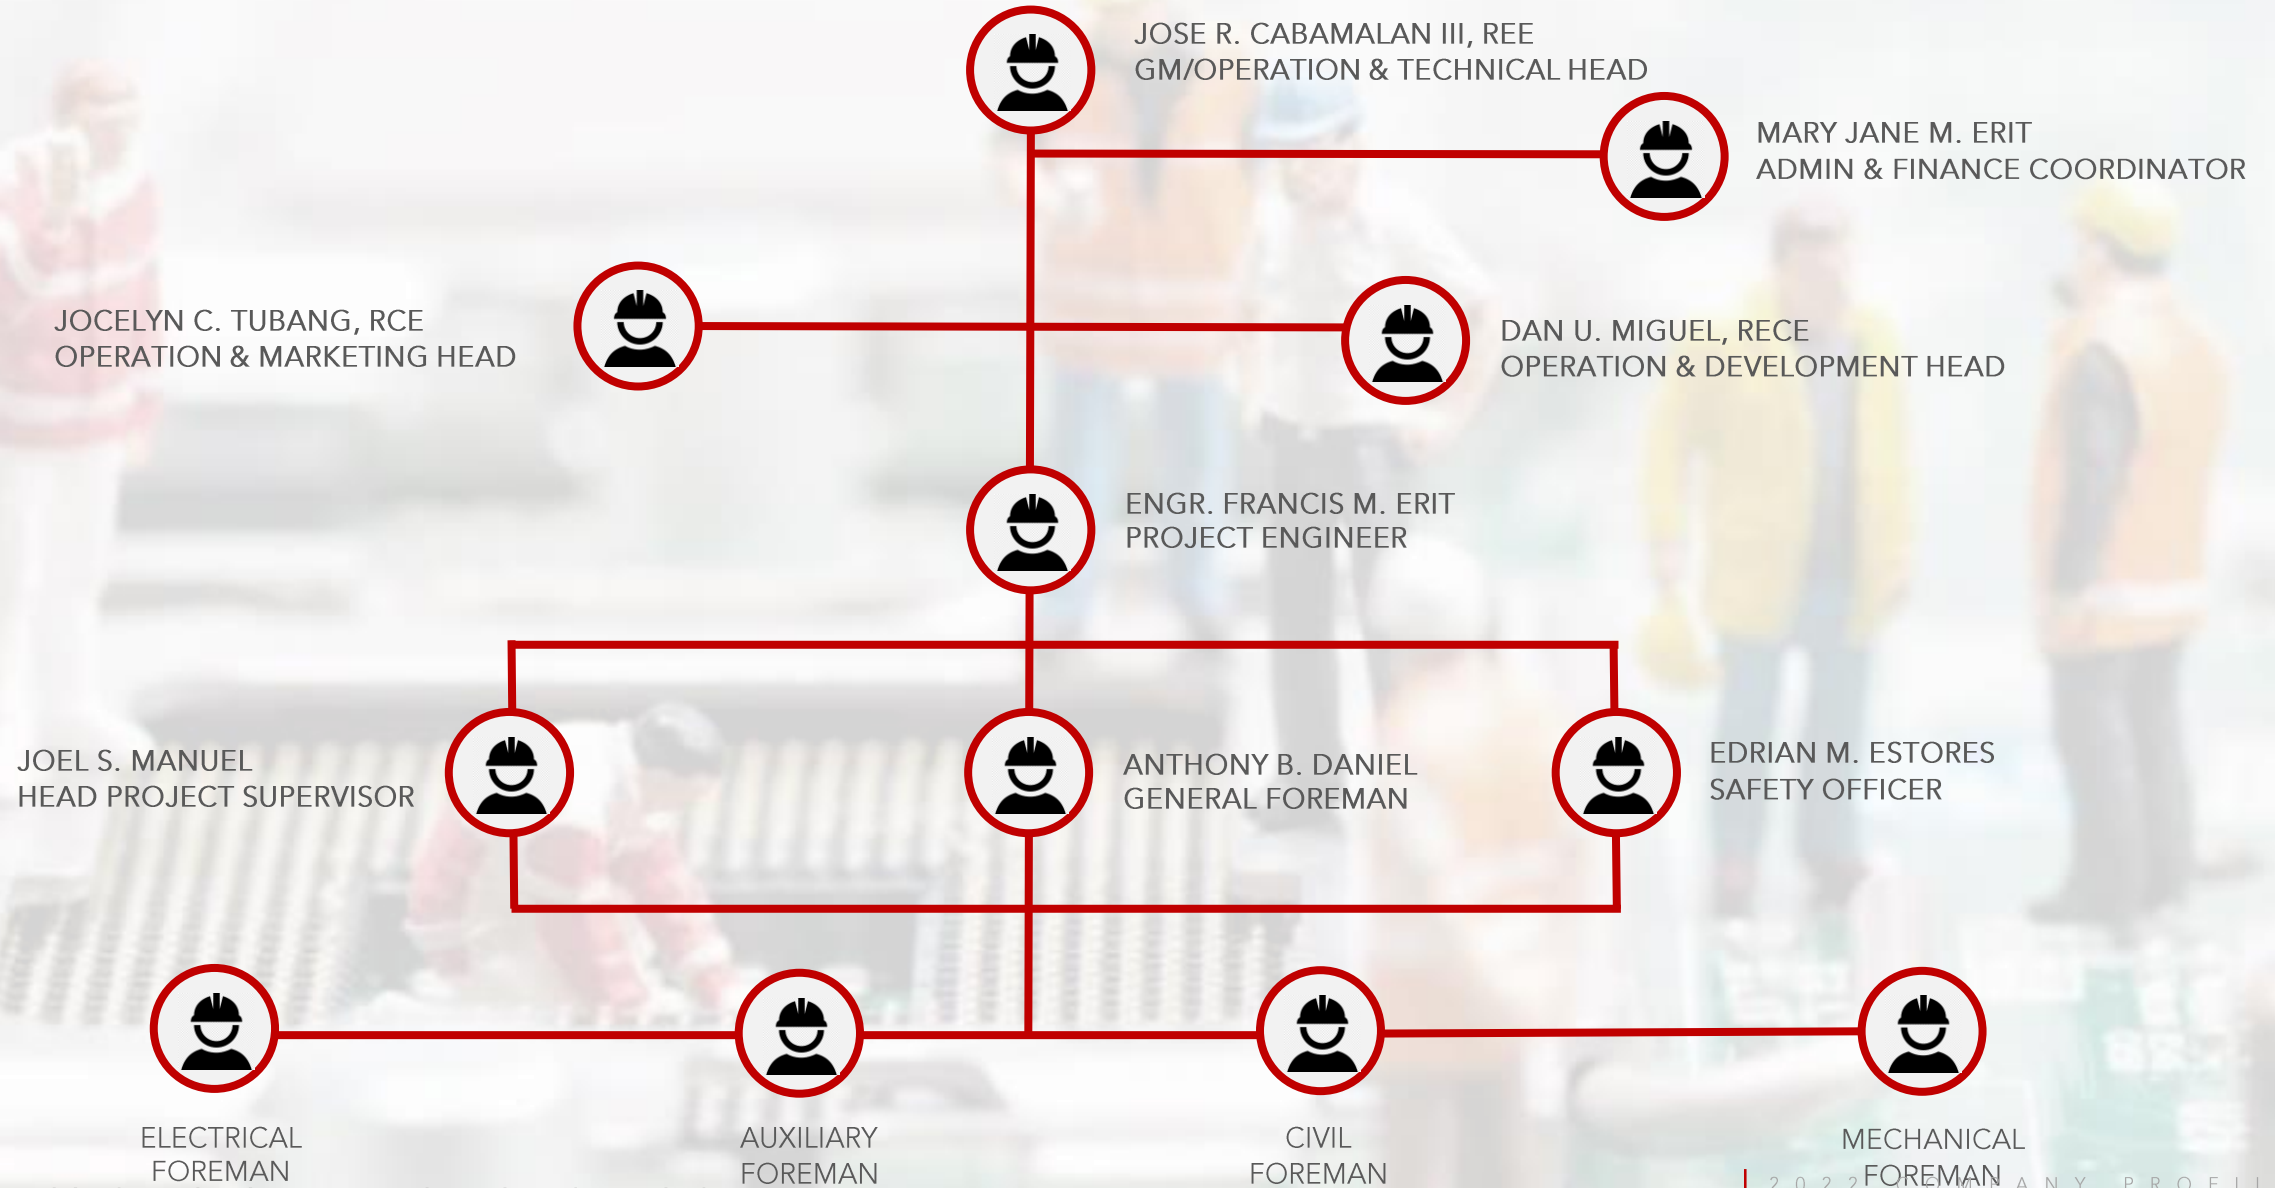 JOSE R. CABAMALAN III, REE
GM/OPERATION & TECHNICAL HEAD
MARY JANE M. ERIT
ADMIN & FINANCE COORDINATOR
JOCELYN C. TUBANG, RCE
OPERATION & MARKETING HEAD
DAN U. MIGUEL, RECE
OPERATION & DEVELOPMENT HEAD
ENGR. FRANCIS M. ERIT
PROJECT ENGINEER
JOEL S. MANUEL
HEAD PROJECT SUPERVISOR
ANTHONY B. DANIEL
GENERAL FOREMAN
EDRIAN M. ESTORES
SAFETY OFFICER
ELECTRICAL
FOREMAN
AUXILIARY
FOREMAN
CIVIL
FOREMAN
MECHANICAL
FOREMAN
2022 COMPANY